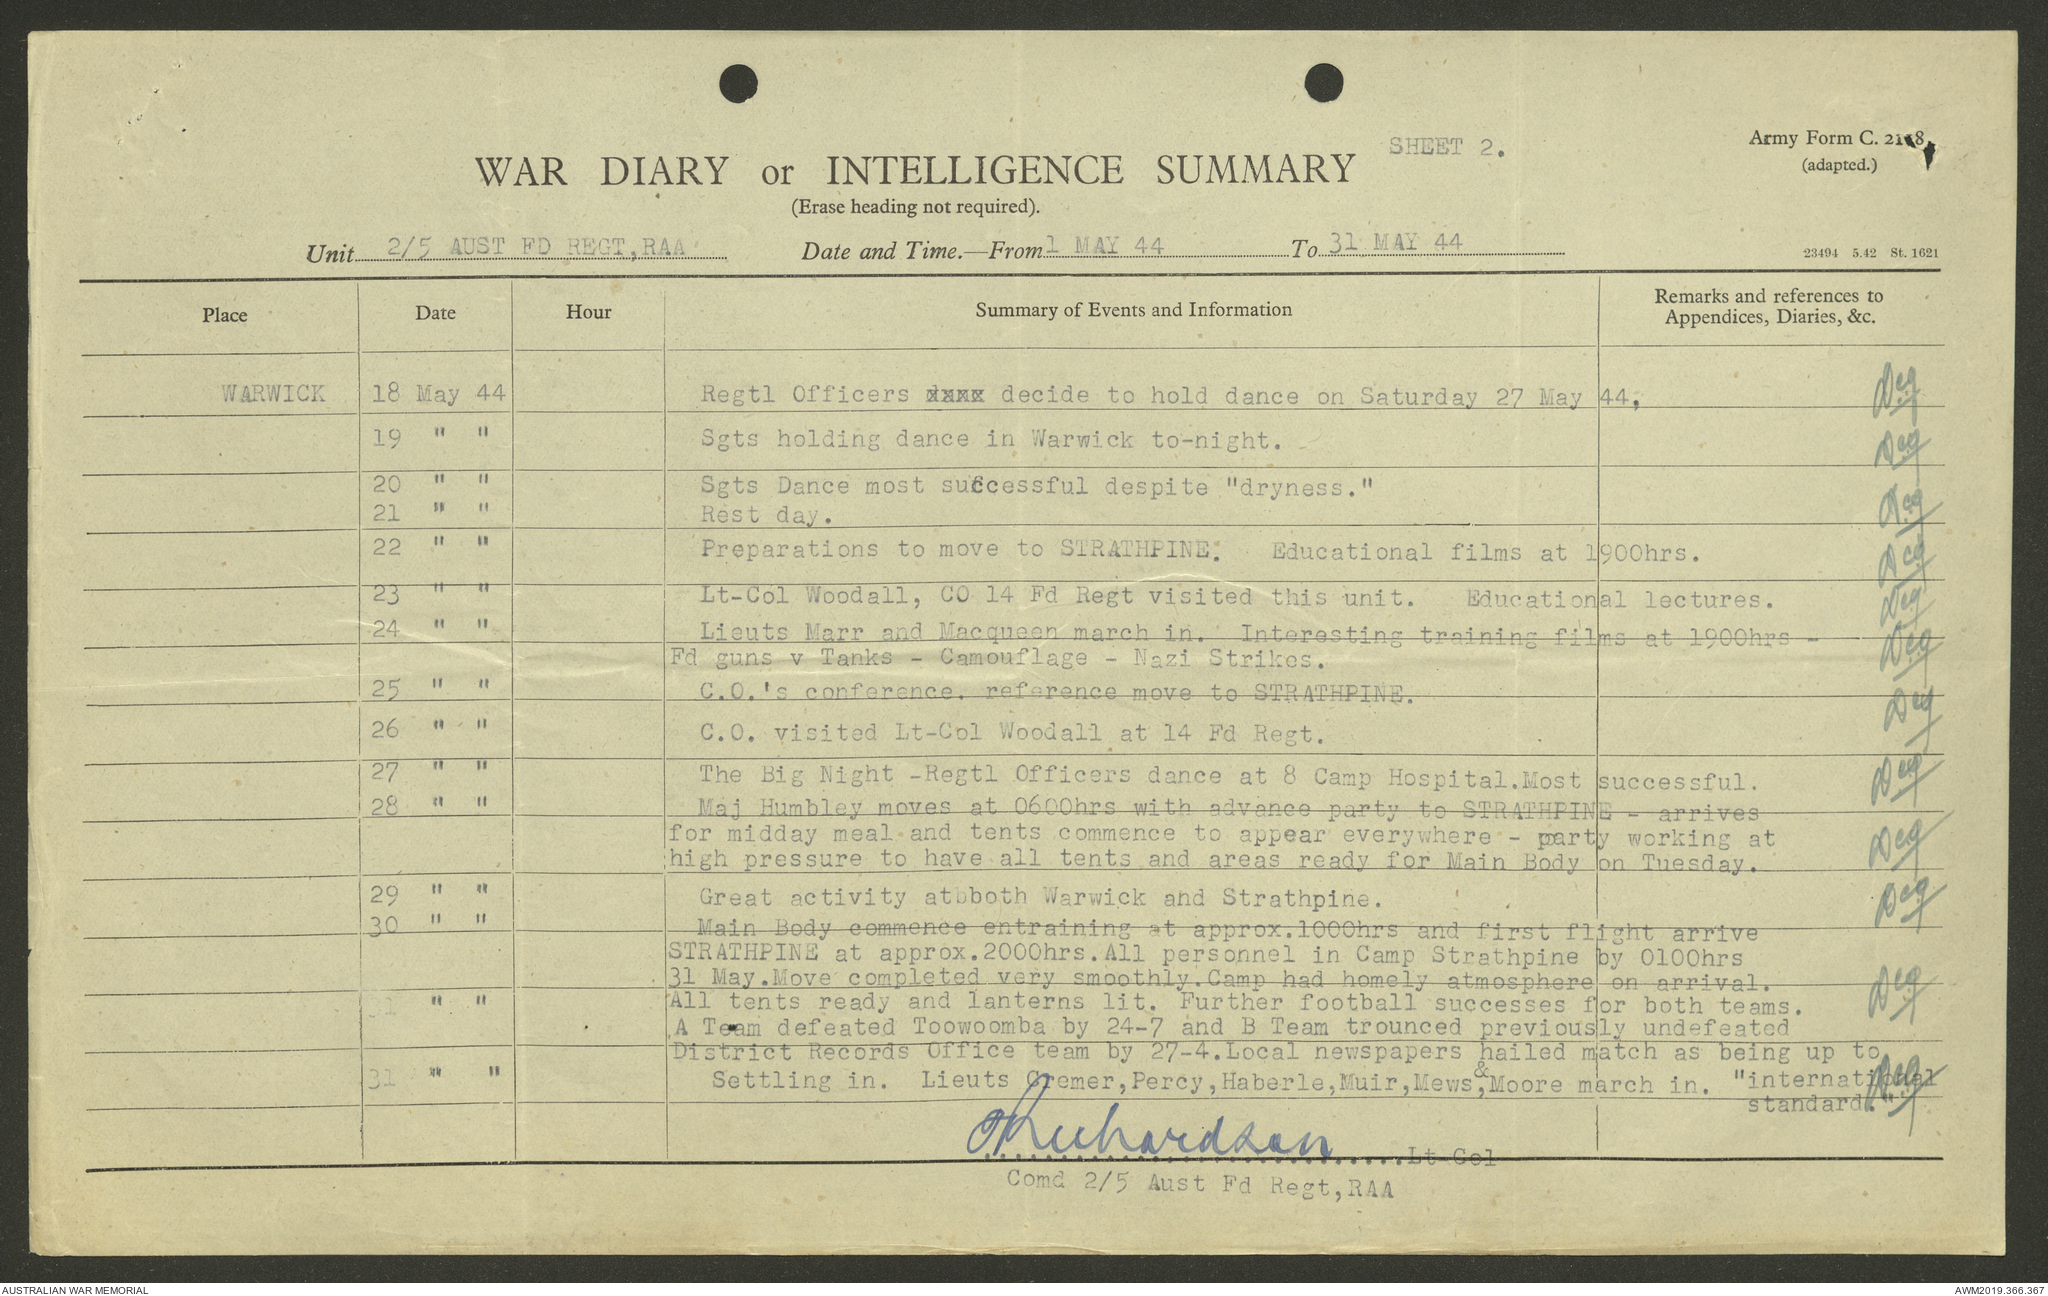 SHEET 2.
Army Form C. 2118.
(adapted.)
WAR DIARY or INTELLIGENCE SUMMARY
(Erase heading not required).
Unit 2/5 AUST FD REGT,RAA Date and Time.—From 1 MAY 44 To 31 MAY 44
23494 5.42 St. 1621
Place Date Hour Summary of Events and Information Remarks and references to
Appendices, Diaries, &c.
WARWICK 18 May 44 Regtl Officers dxxx decide to hold dance on Saturday 27 May 44.
19 " " Sgts holding dance in Warwick to-night.
20 " " Sgts Dance most successful despite "dryness."
21 " " Rest day.
22 " " Preparations to move to STRATHPINE. Educational films at 1900hrs.
23 " " Lt-Col Woodall, CO 14 Fd Regt visited this unit. Educational lectures.
24 " " Lieuts Marr and Macqueen march in. Interesting training films at 1900hrs -
Fd guns v Tanks - Camouflage - Nazi Strikes.
25 " " C.O.'s conference. reference move to STRATHPINE.
26 " " C.O. visited Lt-Col Woodall at 14 Fd Regt.
27 " " The Big Night -Regtl Officers dance at 8 Camp Hospital.Most successful.
28 " " Maj Humbley moves at 0600hrs with advance party to STRATHPINE - arrives
for midday meal and tents commence to appear everywhere - party working at
high pressure to have all tents and areas ready for Main Body on Tuesday.
29 " " Great activity atbboth Warwick and Strathpine.
30 " " Main Body commence entraining at approx.1000hrs and first flight arrive
STRATHPINE at approx.2000hrs.All personnel in Camp Strathpine by 0100hrs
31 May.Move completed very smoothly.Camp had homely atmosphere on arrival.
31 " " All tents ready and lanterns lit. Further football successes for both teams.
A Team defeated Toowoomba by 24-7 and B Team trounced previously undefeated
District Records Office team by 27-4.Local newspapers hailed match as being up to
31 " " Settling in. Lieuts Cremer,Percy,Haberle,Muir,Mews,&Moore march in. "international
standard."
Richardson Lt-Col
Comd 2/5 Aust Fd Regt,RAA
AUSTRALIAN WAR MEMORIAL
AWM2019.366.367